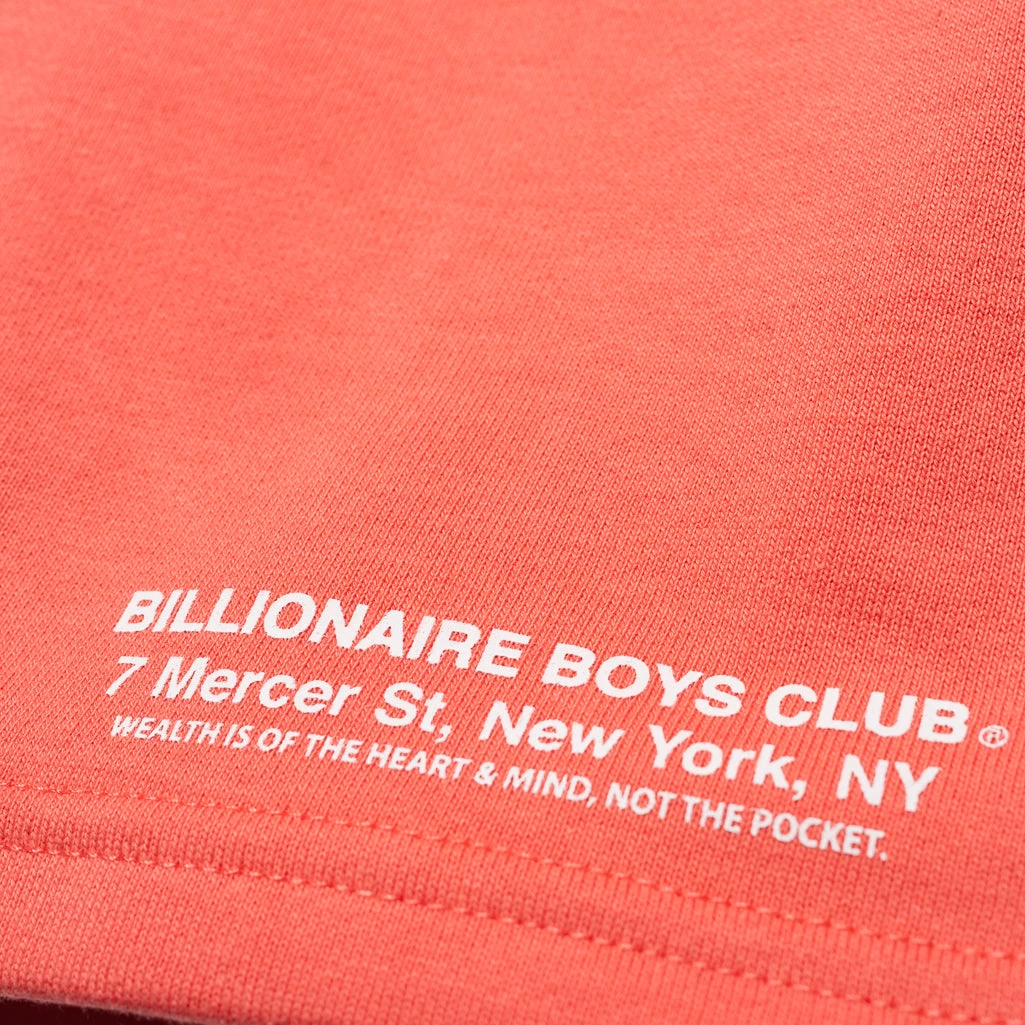 BILLIONAIRE BOYS CLUB®
7 Mercer St, New York, NY
WEALTH IS OF THE HEART & MIND, NOT THE POCKET.